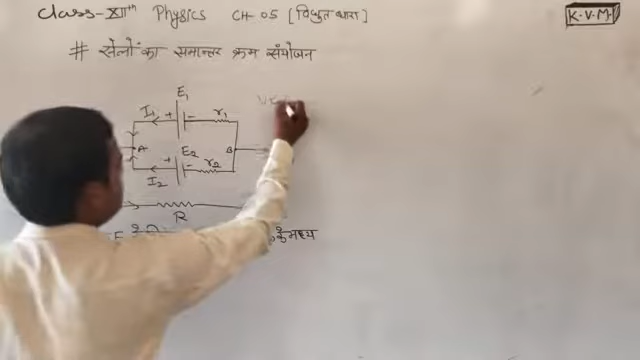 Class-XIIth Physics CH-05 [विद्युत धारा]
K.V.M.
# सेलों का समान्तर क्रम संयोजन
E1
I1 + - r1
A B
E2
+ - r2
I2
R
के मध्य